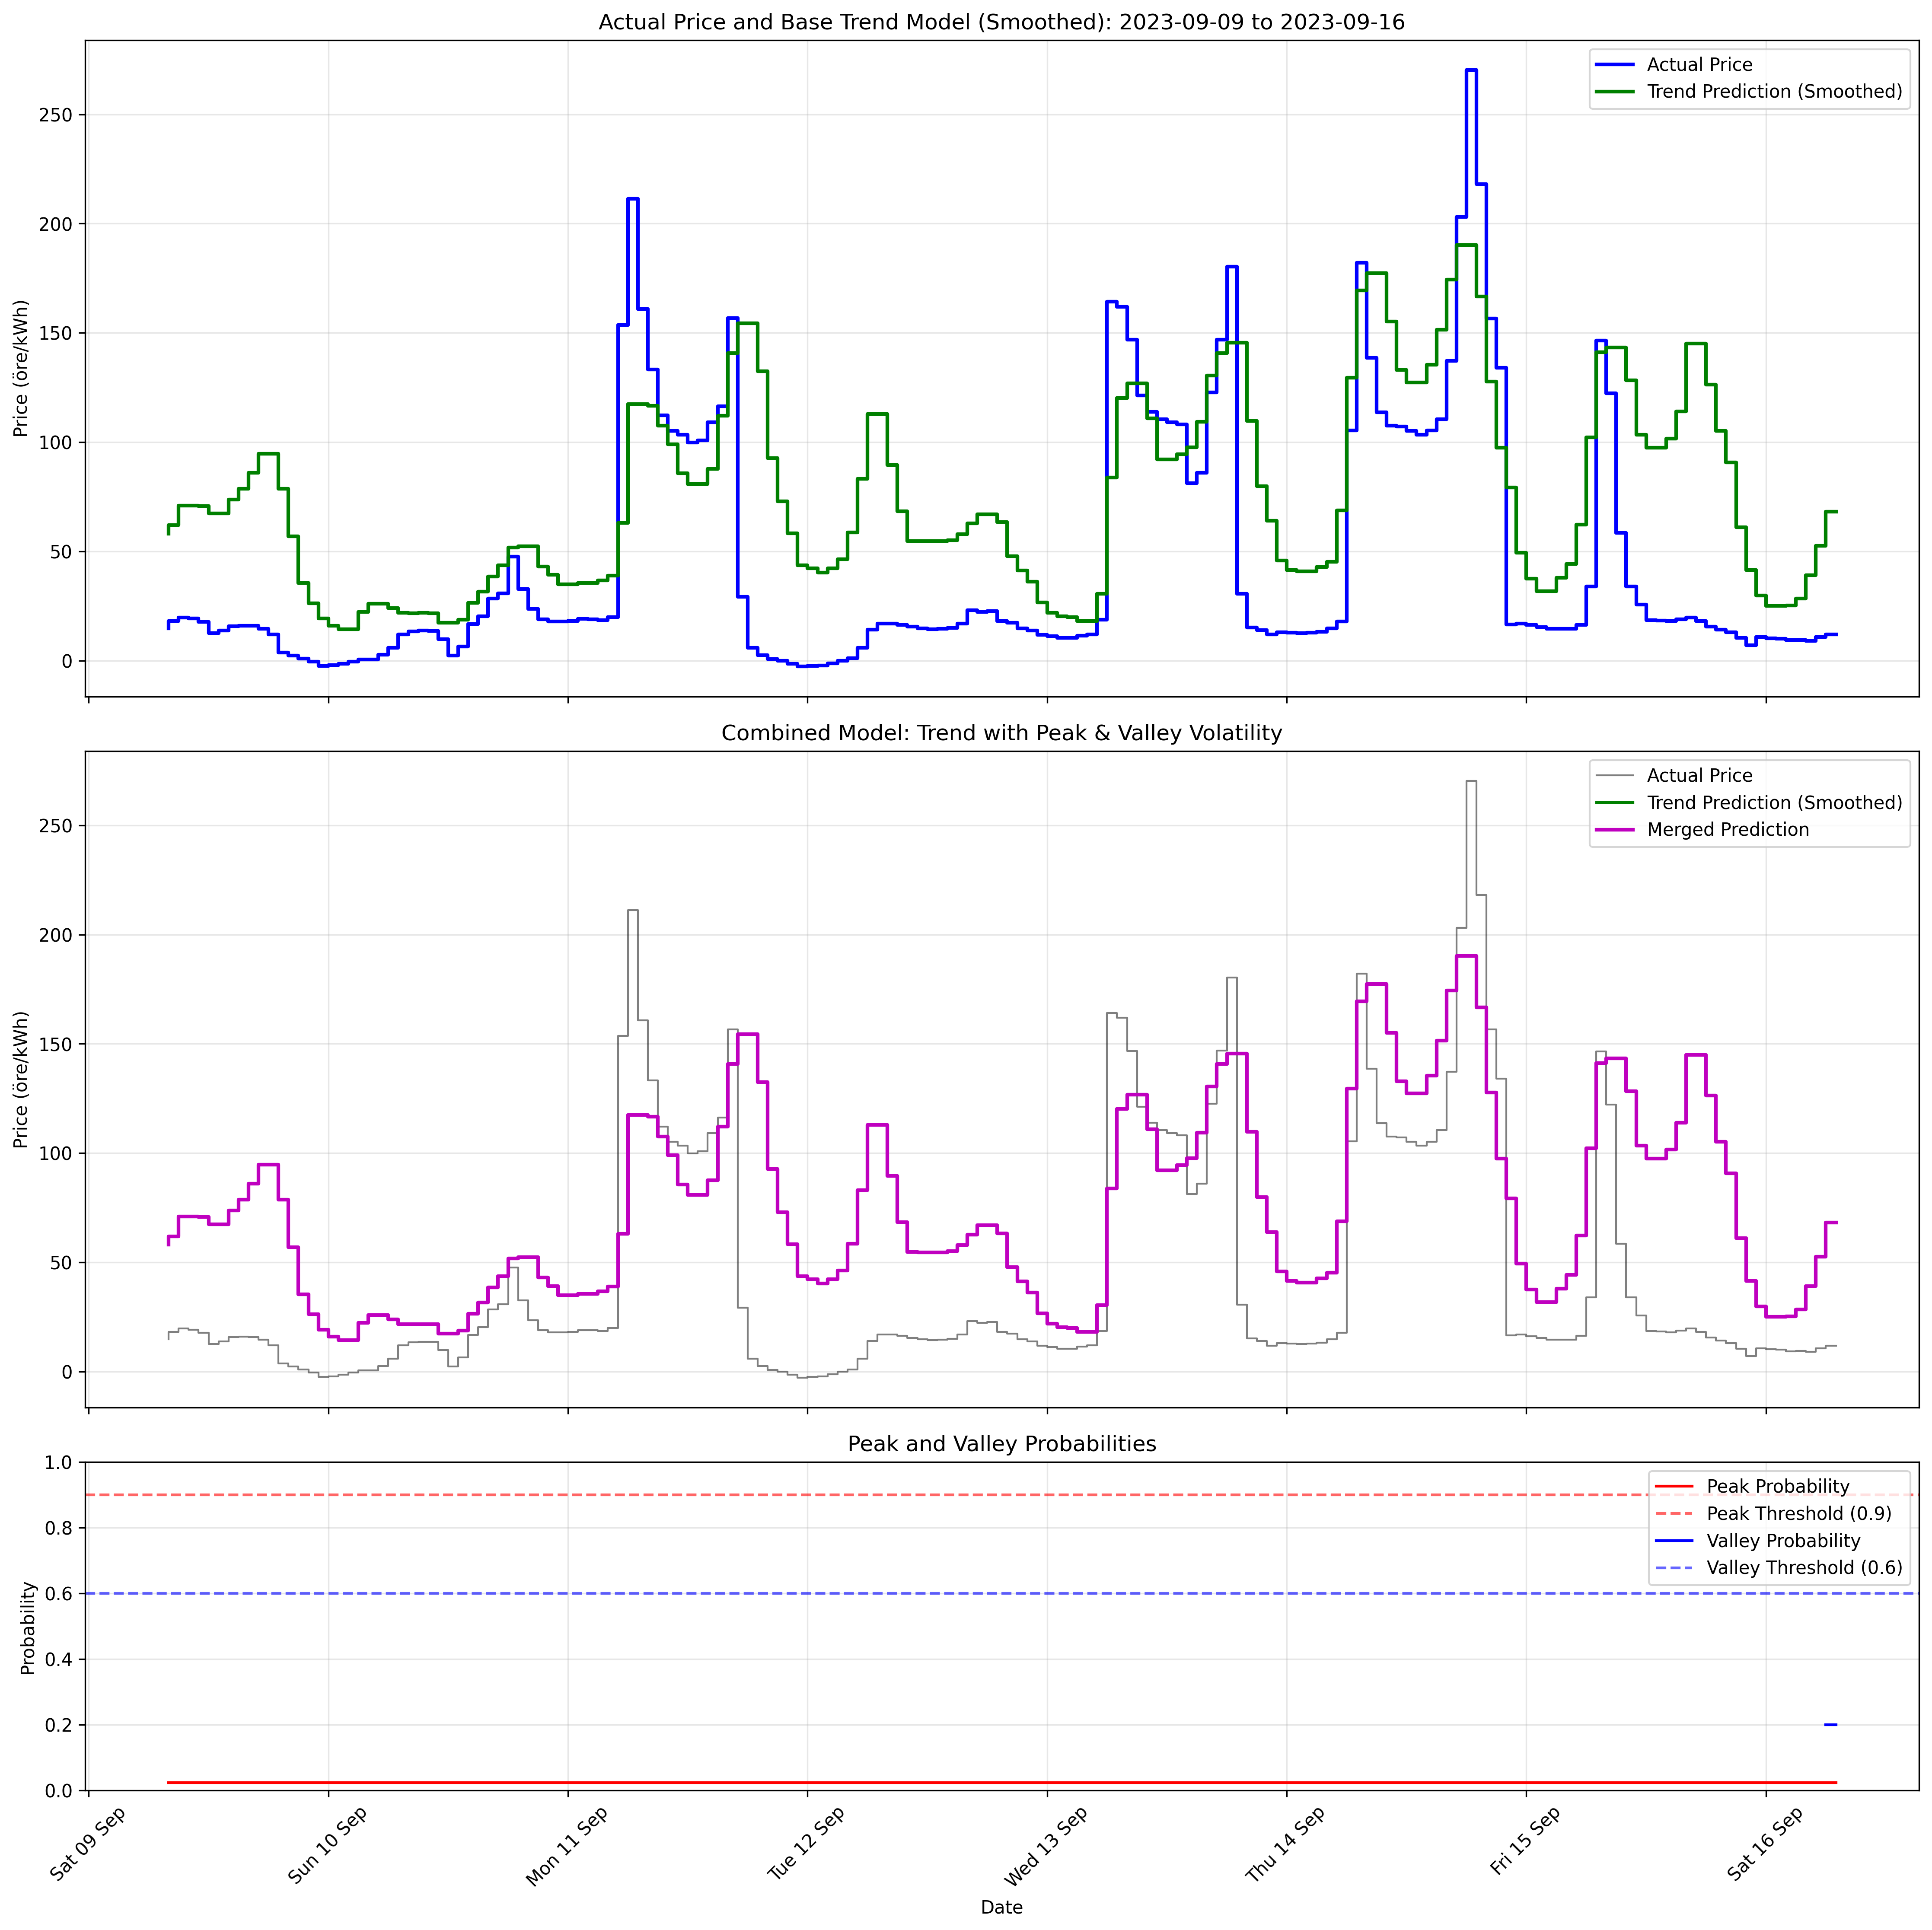 Actual Price and Base Trend Model (Smoothed): 2023-09-09 to 2023-09-16
Price (öre/kWh)
250
200
150
100
50
0
Actual Price
Trend Prediction (Smoothed)
Combined Model: Trend with Peak & Valley Volatility
Price (öre/kWh)
250
200
150
100
50
0
Actual Price
Trend Prediction (Smoothed)
Merged Prediction
Peak and Valley Probabilities
Probability
1.0
0.8
0.6
0.4
0.2
0.0
Peak Probability
Peak Threshold (0.9)
Valley Probability
Valley Threshold (0.6)
Sat 09 Sep
Sun 10 Sep
Mon 11 Sep
Tue 12 Sep
Wed 13 Sep
Thu 14 Sep
Fri 15 Sep
Sat 16 Sep
Date